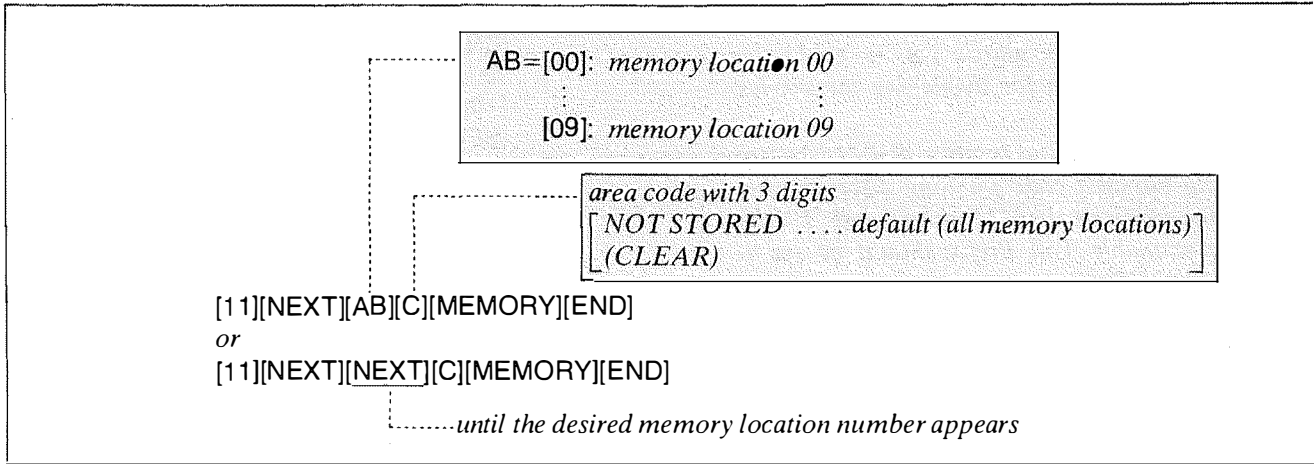 AB=[00]: memory location 00
[09]: memory location 09
area code with 3 digits
NOT STORED .... default (all memory locations)
(CLEAR)
[11][NEXT][AB][C][MEMORY][END]
or
[11][NEXT][NEXT][C][MEMORY][END]
until the desired memory location number appears